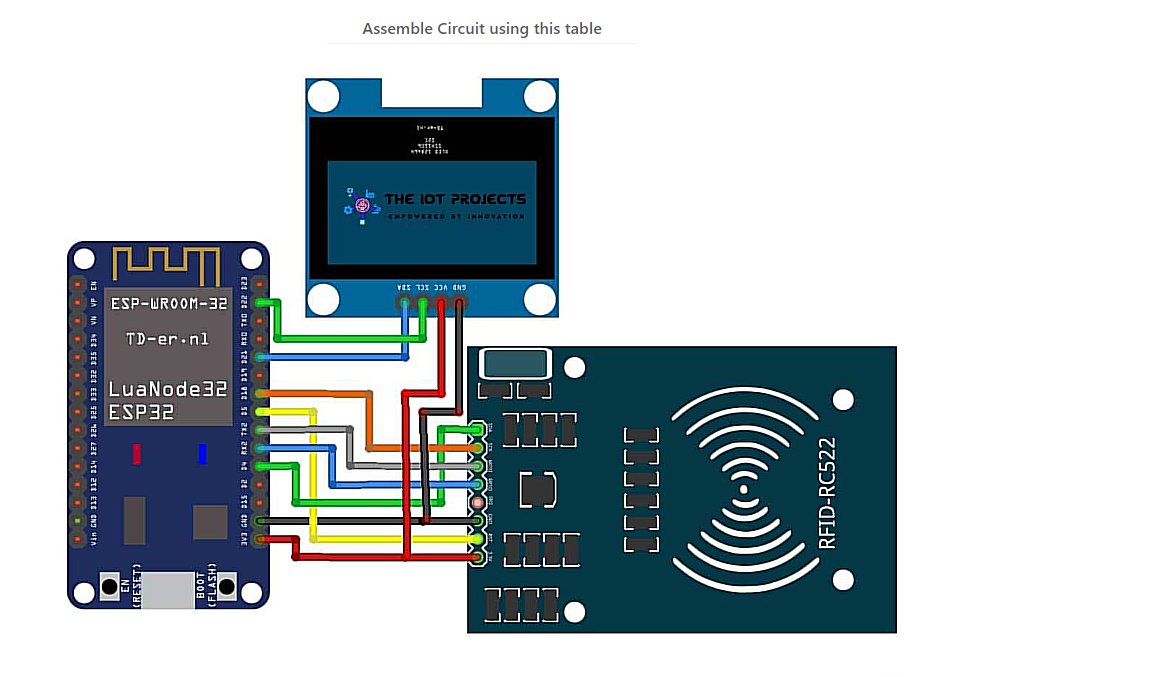 Assemble Circuit using this table
THE IOT PROJECTS
EMPOWERED BY INNOVATION
SDA
SCL
VCC
GND
ESP-WROOM-32
TD-er.nl
LuaNode32
ESP32
EN
VP
VN
D34
D35
D32
D33
D25
D26
D27
D14
D12
D13
GND
Vin
D23
D22
TX0
RX0
D21
D19
D18
D5
TX2
RX2
D4
D2
D15
GND
3V3
EN
(RESET)
BOOT
(FLASH)
RFID-RC522